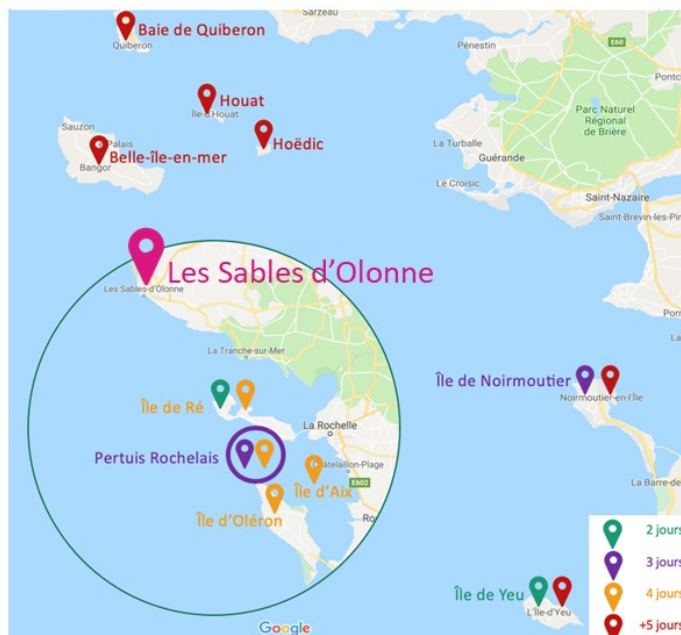 Sarzeau
Baie de Quiberon
Quiberon
Pénestin
E60
Pontch
Houat
Île-d'Houat
Parc Naturel
Régional
de Brière
Sauzon
Hoëdic
Palais
Belle-île-en-mer
Bangor
La Turballe
Guérande
Le Croisic
Saint-Nazaire
Saint-Brevin-les-Pins
Les Sables d'Olonne
Les Sables-d'Olonne
Porn
La Tranche-sur-Mer
Île de Noirmoutier
Noirmoutier-en-l'Île
Île de Ré
La Rochelle
Pertuis Rochelais
Châtelaillon-Plage
E602
Île d'Aix
La Barre-de-
Île d'Oléron
Ro
2 jours
3 jours
Île de Yeu
L'Île-d'Yeu
4 jours
+5 jours
Google